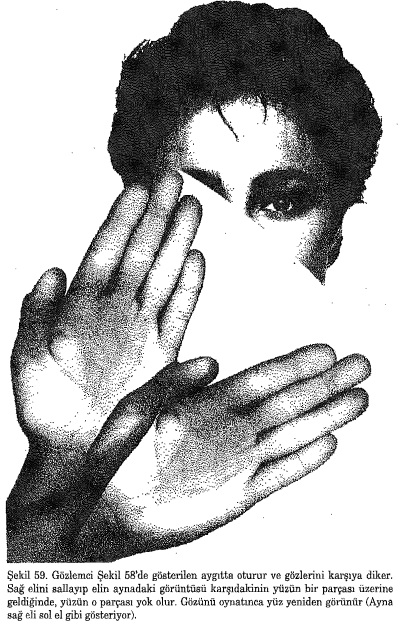 Şekil 59. Gözlemci Şekil 58'de gösterilen aygıtta oturur ve gözlerini karşıya diker.
Sağ elini sallayıp elin aynadaki görüntüsü karşıdakinin yüzün bir parçası üzerine
geldiğinde, yüzün o parçası yok olur. Gözünü oynatınca yüz yeniden görünür (Ayna
sağ eli sol el gibi gösteriyor).